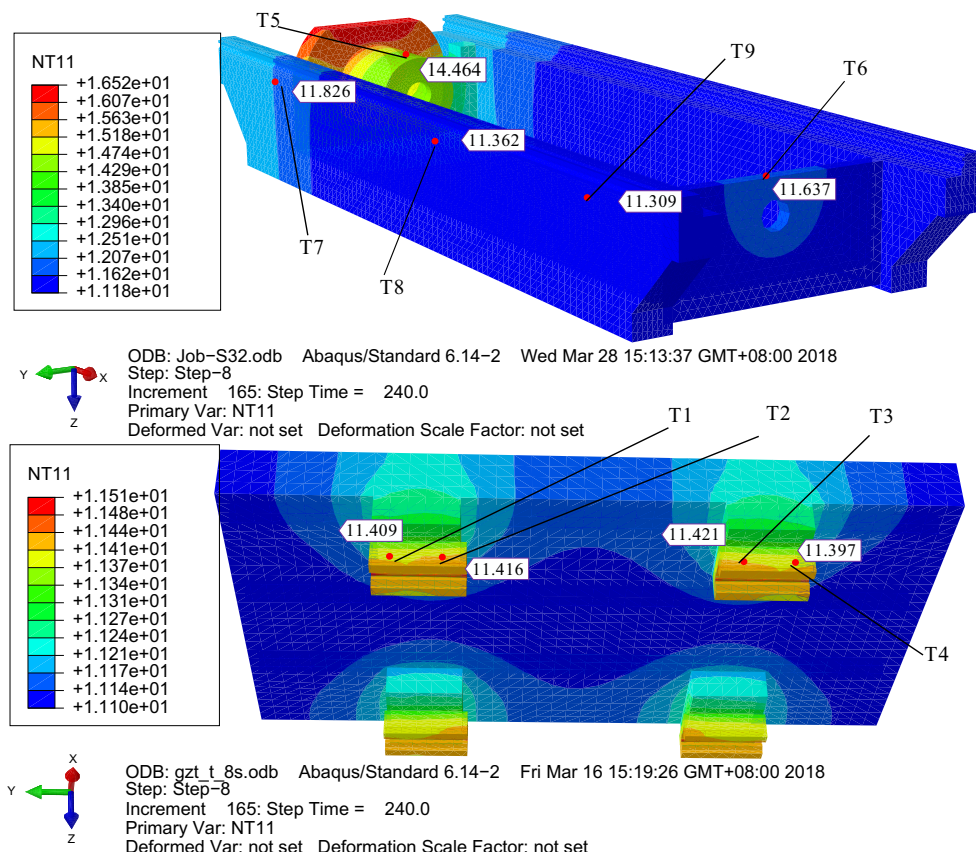 T5
T9
T6
NT11
+1.652e+01
+1.607e+01
+1.563e+01
+1.518e+01
+1.474e+01
+1.429e+01
+1.385e+01
+1.340e+01
+1.296e+01
+1.251e+01
+1.207e+01
+1.162e+01
+1.118e+01
14.464
11.826
11.362
11.309
11.637
T7
T8
ODB: Job−S32.odb Abaqus/Standard 6.14−2 Wed Mar 28 15:13:37 GMT+08:00 2018
Step: Step−8
Increment 165: Step Time = 240.0
Primary Var: NT11
Deformed Var: not set Deformation Scale Factor: not set
Y
X
Z
T1
T2
T3
NT11
+1.151e+01
+1.148e+01
+1.144e+01
+1.141e+01
+1.137e+01
+1.134e+01
+1.131e+01
+1.127e+01
+1.124e+01
+1.121e+01
+1.117e+01
+1.114e+01
+1.110e+01
11.409
11.416
11.421
11.397
T4
ODB: gzt_t_8s.odb Abaqus/Standard 6.14−2 Fri Mar 16 15:19:26 GMT+08:00 2018
Step: Step−8
Increment 165: Step Time = 240.0
Primary Var: NT11
Deformed Var: not set Deformation Scale Factor: not set
X
Y
Z